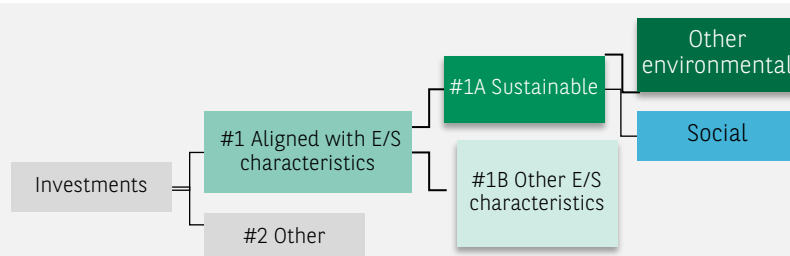 Other
environmental
#1A Sustainable
#1 Aligned with E/S
characteristics
Social
Investments
#1B Other E/S
characteristics
#2 Other